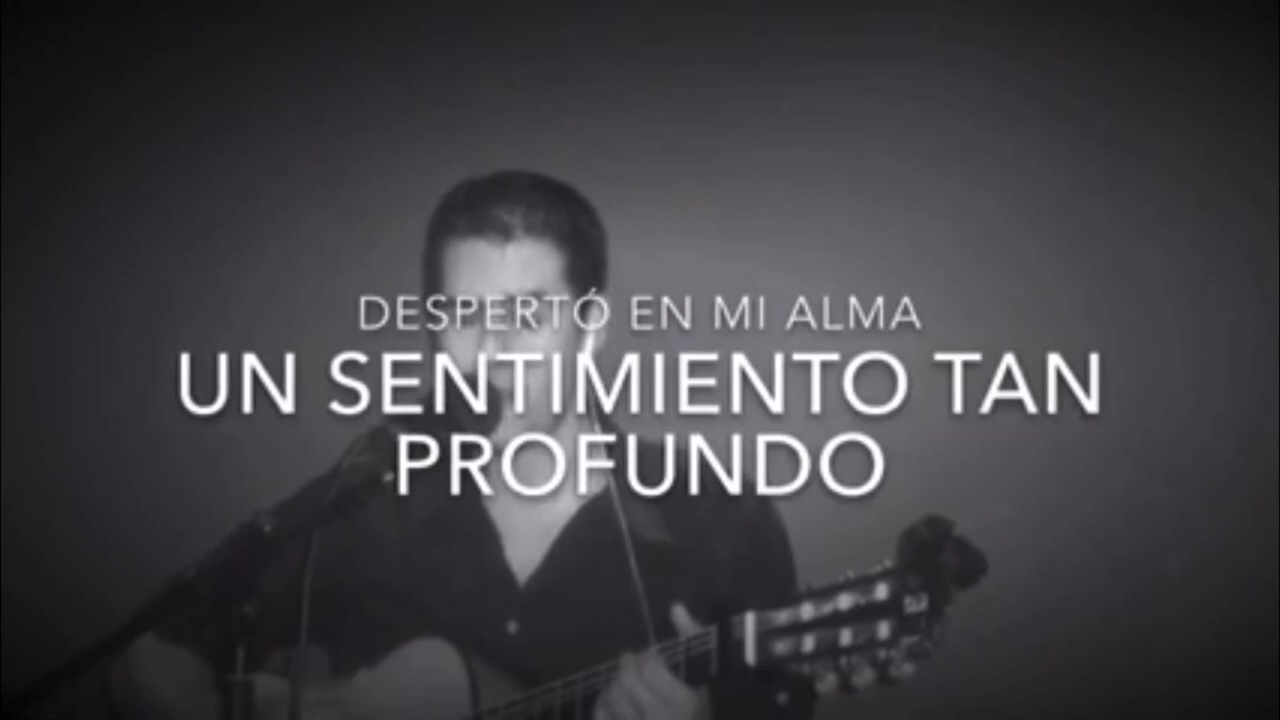 DESPERTÓ EN MI ALMA
UN SENTIMIENTO TAN
PROFUNDO